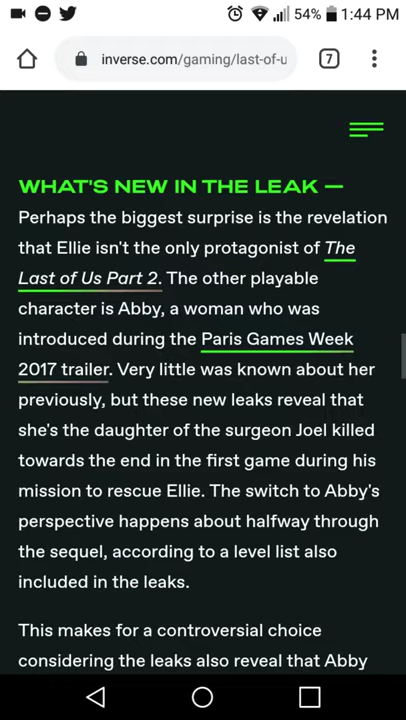 54% 1:44 PM
inverse.com/gaming/last-of-u
7
WHAT'S NEW IN THE LEAK —
Perhaps the biggest surprise is the revelation
that Ellie isn't the only protagonist of The
Last of Us Part 2. The other playable
character is Abby, a woman who was
introduced during the Paris Games Week
2017 trailer. Very little was known about her
previously, but these new leaks reveal that
she's the daughter of the surgeon Joel killed
towards the end in the first game during his
mission to rescue Ellie. The switch to Abby's
perspective happens about halfway through
the sequel, according to a level list also
included in the leaks.
This makes for a controversial choice
considering the leaks also reveal that Abby